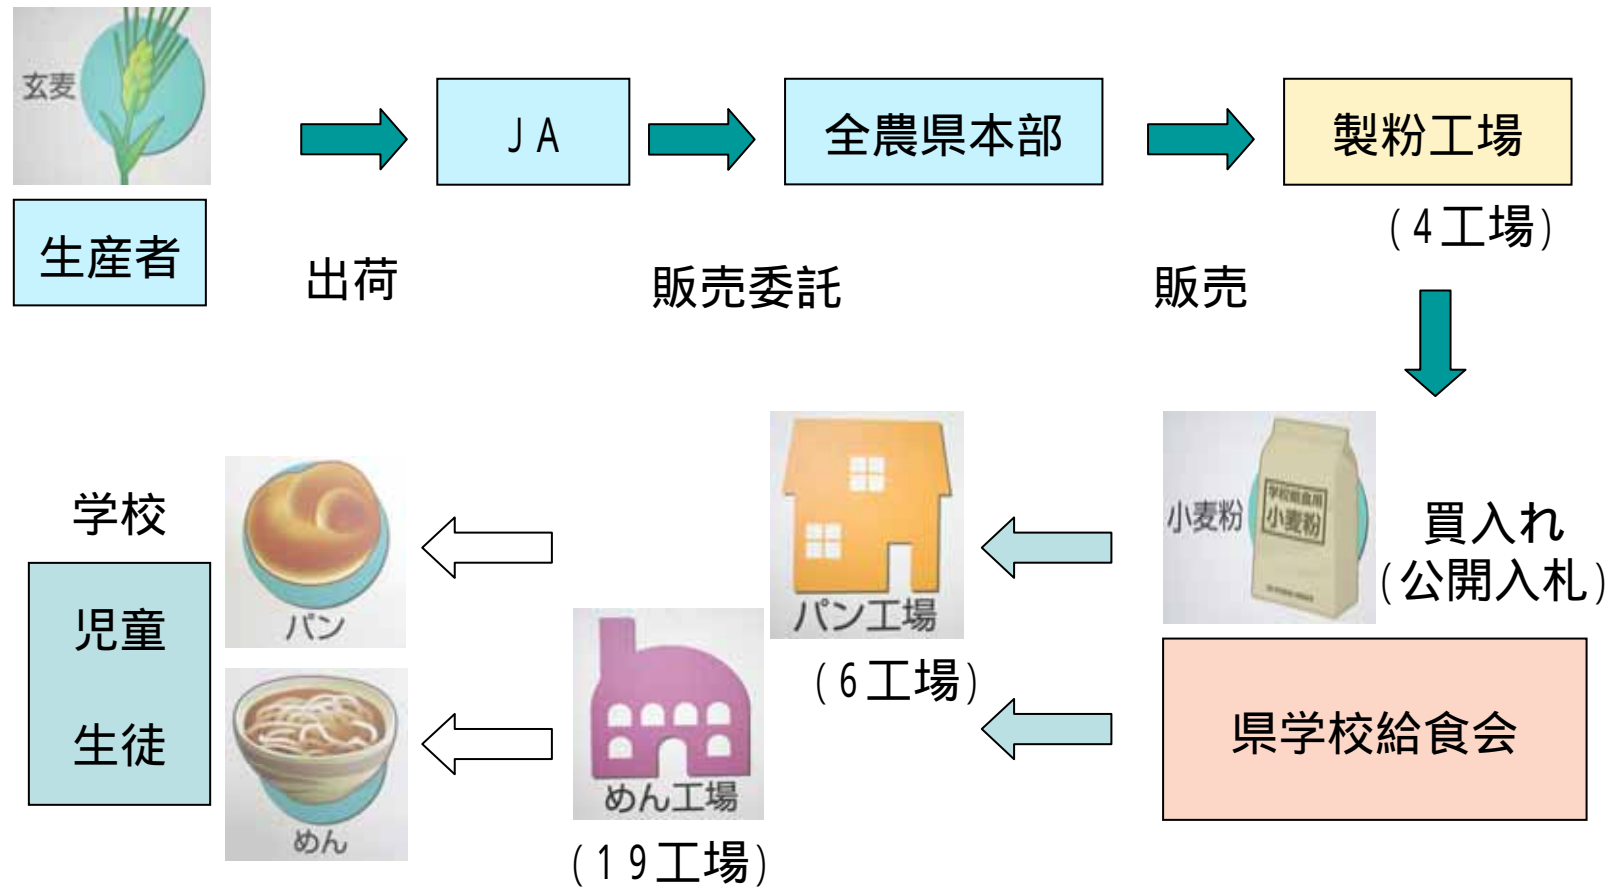 玄麦
生産者
出荷
JA
販売委託
全農県本部
販売
製粉工場
(4工場)
小麦粉
学校給食用
小麦粉
買入れ
(公開入札)
県学校給食会
パン工場
(6工場)
めん工場
(19工場)
パン
めん
学校
児童
生徒